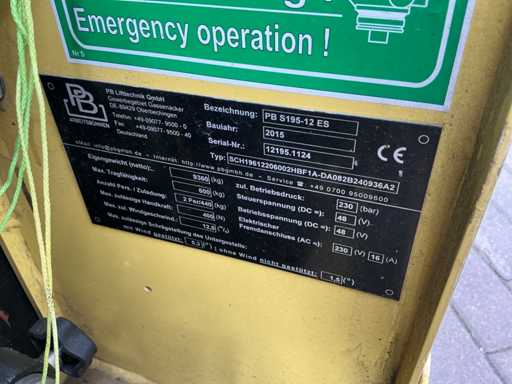 Emergency operation !
Nr 5
PB
ARBEITSBÜHNEN
PB Lifttechnik GmbH
Gewerbegebiet Gassenäcker
DE-89429 Oberbechingen
Telefon: +49-09077- 9500 - 0
Fax: +49-09077- 9500 - 40
Deutschland
Bezeichnung: PB S195-12 ES
Baujahr: 2015
Serial-Nr.: 12195.1124
Typ: SCH19612206002HBF1A-DA082B240936A2
CE
eMail info@pbgmbh.de - Internet http://www.pbgmbh.de - Service ☎ +49 0700 95009500
Eigengewicht (netto): 9360 (kg)
Max. Tragfähigkeit: 600 (kg)
Anzahl Pers. / Zuladung: 2 Per/440 (kg)
Max. zulässige Handkraft: 400 (N)
Max. zul. Windgeschwind.: 12,5 (m/s)
Max. zulässige Schrägstellung des Untergestells:
mit Wind gestützt: 0,3 (°) ( ohne Wind nicht gestützt: 1,5 (°)
zul. Betriebsdruck: 230 (bar)
Steuerspannung (DC =): 48 (V)
Betriebsspannung (DC =): 48 (V)
Elektrischer
Fremdanschluss (AC ~): 230 (V) 16 (A)